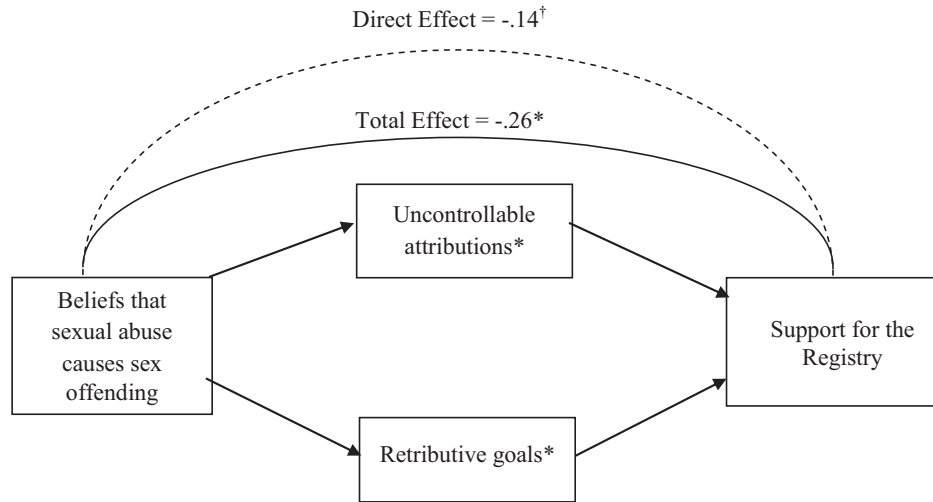 Direct Effect = -.14†
Total Effect = -.26*
Uncontrollable
attributions*
Beliefs that
sexual abuse
causes sex
offending
Support for the
Registry
Retributive goals*